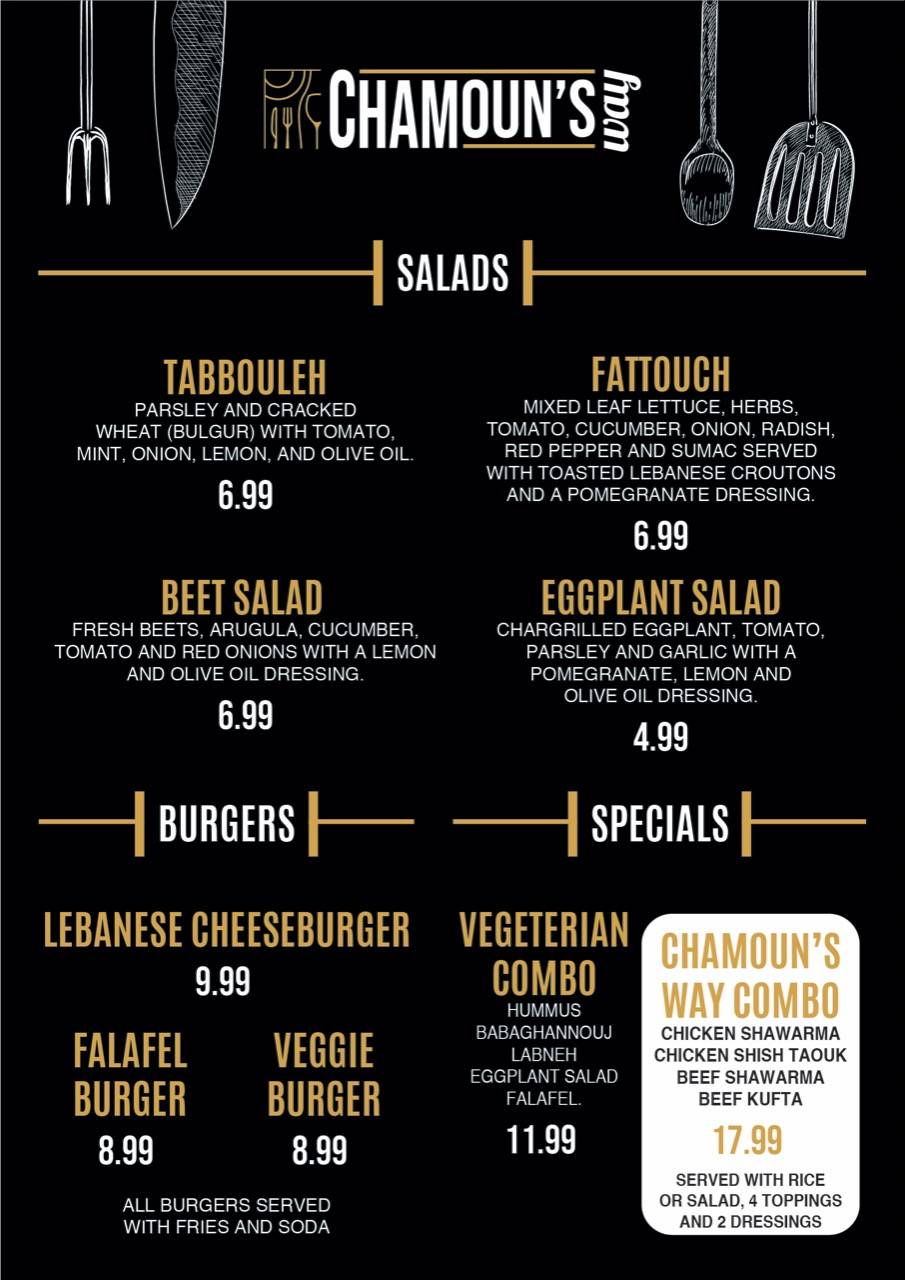 CHAMOUN'S way
SALADS
TABBOULEH
PARSLEY AND CRACKED
WHEAT (BULGUR) WITH TOMATO,
MINT, ONION, LEMON, AND OLIVE OIL.
6.99
FATTOUCH
MIXED LEAF LETTUCE, HERBS,
TOMATO, CUCUMBER, ONION, RADISH,
RED PEPPER AND SUMAC SERVED
WITH TOASTED LEBANESE CROUTONS
AND A POMEGRANATE DRESSING.
6.99
BEET SALAD
FRESH BEETS, ARUGULA, CUCUMBER,
TOMATO AND RED ONIONS WITH A LEMON
AND OLIVE OIL DRESSING.
6.99
EGGPLANT SALAD
CHARGRILLED EGGPLANT, TOMATO,
PARSLEY AND GARLIC WITH A
POMEGRANATE, LEMON AND
OLIVE OIL DRESSING.
4.99
BURGERS
LEBANESE CHEESEBURGER
9.99
FALAFEL
BURGER
8.99
VEGGIE
BURGER
8.99
ALL BURGERS SERVED
WITH FRIES AND SODA
SPECIALS
VEGETERIAN
COMBO
HUMMUS
BABAGHANNOUJ
LABNEH
EGGPLANT SALAD
FALAFEL.
11.99
CHAMOUN'S
WAY COMBO
CHICKEN SHAWARMA
CHICKEN SHISH TAOUK
BEEF SHAWARMA
BEEF KUFTA
17.99
SERVED WITH RICE
OR SALAD, 4 TOPPINGS
AND 2 DRESSINGS